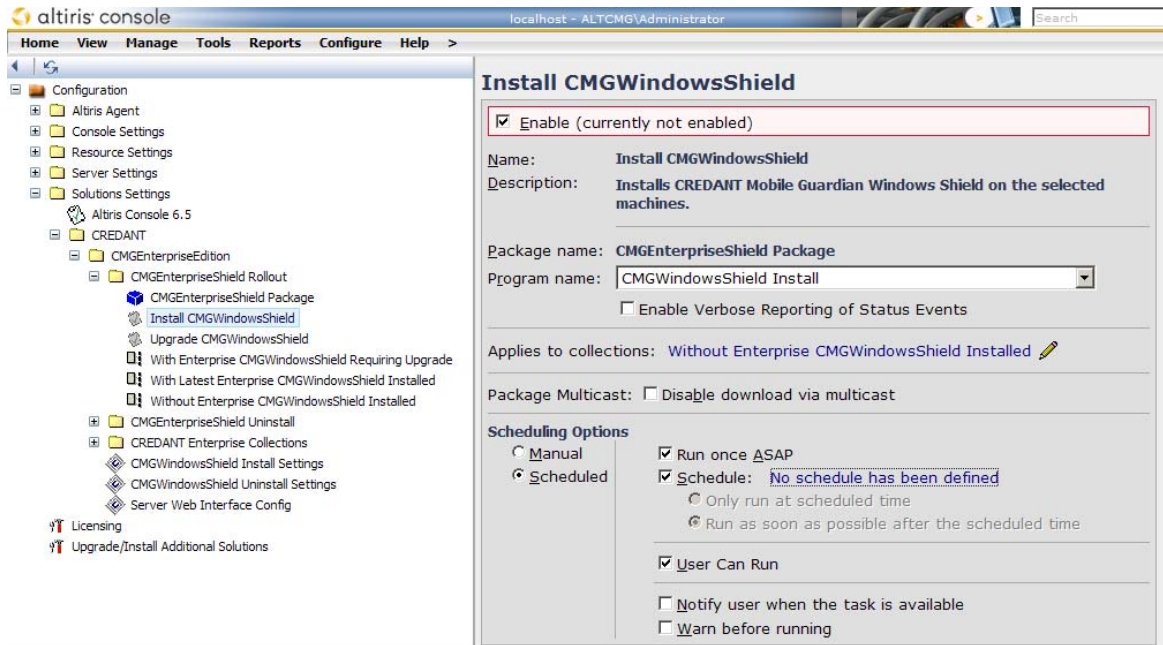 altiris console
localhost - ALTCMG\Administrator
Search
Home View Manage Tools Reports Configure Help >
Configuration
Altiris Agent
Console Settings
Resource Settings
Server Settings
Solutions Settings
Altiris Console 6.5
CREDANT
CMGEnterpriseEdition
CMGEnterpriseShield Rollout
CMGEnterpriseShield Package
Install CMGWindowsShield
Upgrade CMGWindowsShield
With Enterprise CMGWindowsShield Requiring Upgrade
With Latest Enterprise CMGWindowsShield Installed
Without Enterprise CMGWindowsShield Installed
CMGEnterpriseShield Uninstall
CREDANT Enterprise Collections
CMGWindowsShield Install Settings
CMGWindowsShield Uninstall Settings
Server Web Interface Config
Licensing
Upgrade/Install Additional Solutions
Install CMGWindowsShield
Enable (currently not enabled)
Name: Install CMGWindowsShield
Description: Installs CREDANT Mobile Guardian Windows Shield on the selected
machines.
Package name: CMGEnterpriseShield Package
Program name: CMGWindowsShield Install
Enable Verbose Reporting of Status Events
Applies to collections: Without Enterprise CMGWindowsShield Installed
Package Multicast: Disable download via multicast
Scheduling Options
Manual
Scheduled
Run once ASAP
Schedule: No schedule has been defined
Only run at scheduled time
Run as soon as possible after the scheduled time
User Can Run
Notify user when the task is available
Warn before running